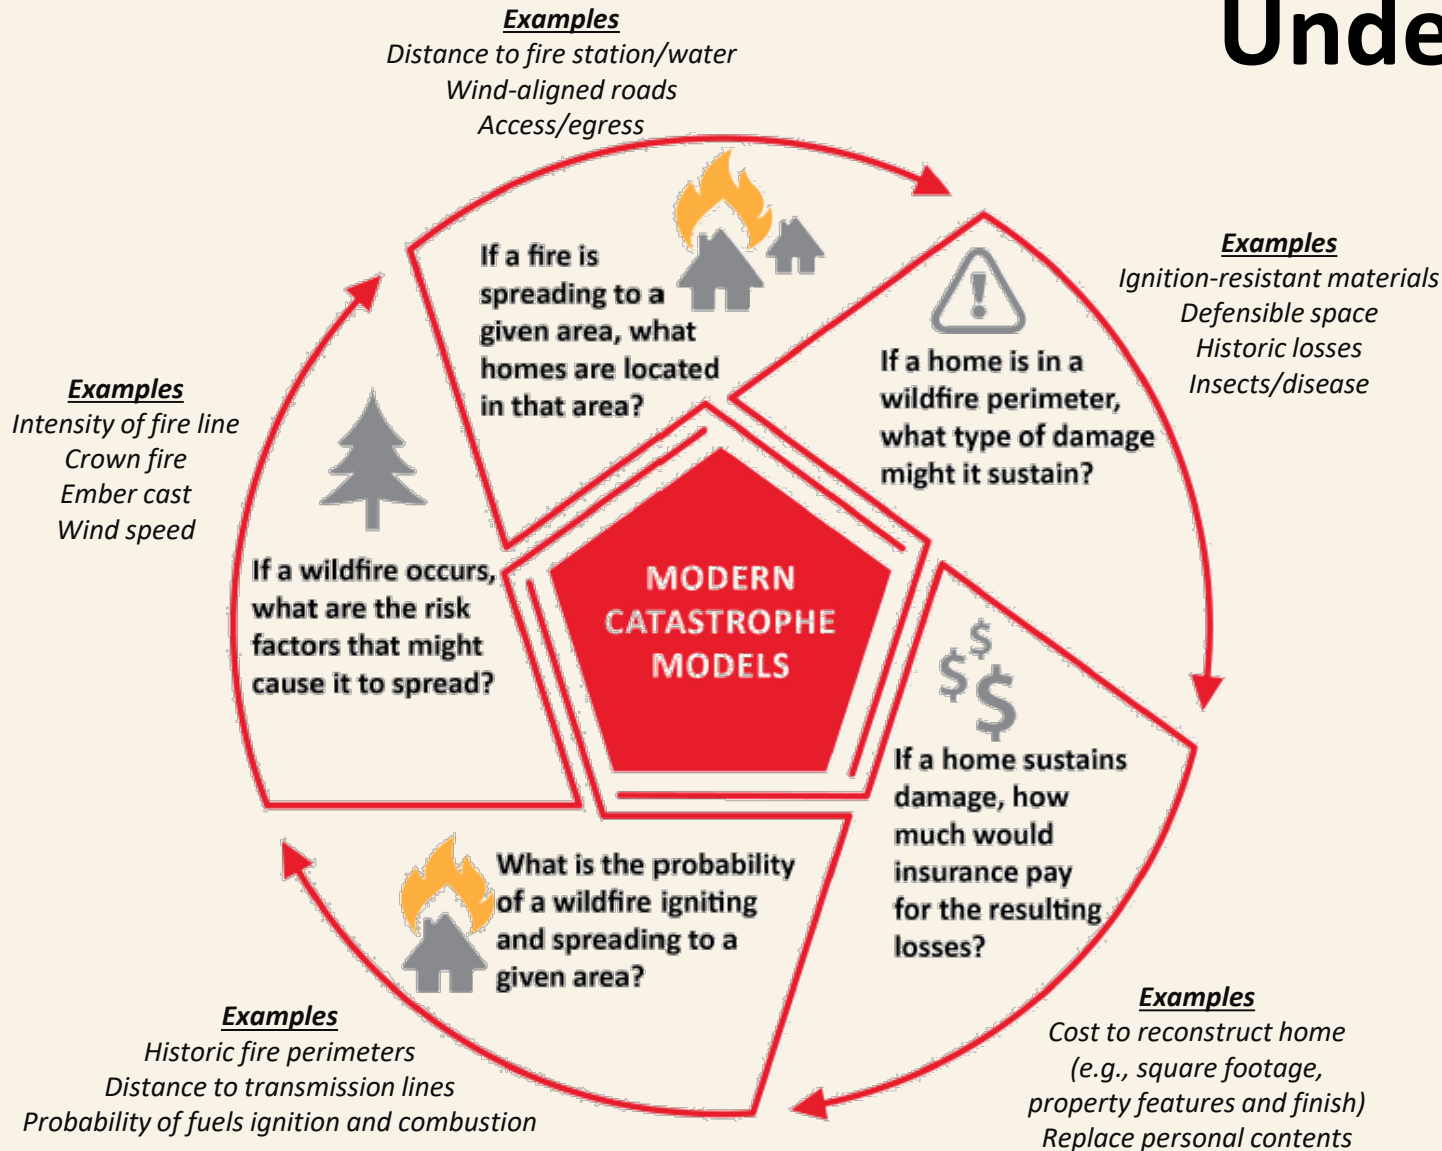 Unde
Examples
Distance to fire station/water
Wind-aligned roads
Access/egress
If a fire is
spreading to a
given area, what
homes are located
in that area?
Examples
Ignition-resistant materials
Defensible space
Historic losses
Insects/disease
If a home is in a
wildfire perimeter,
what type of damage
might it sustain?
Examples
Intensity of fire line
Crown fire
Ember cast
Wind speed
If a wildfire occurs,
what are the risk
factors that might
cause it to spread?
MODERN
CATASTROPHE
MODELS
$
$
$
If a home sustains
damage, how
much would
insurance pay
for the resulting
losses?
What is the probability
of a wildfire igniting
and spreading to a
given area?
Examples
Historic fire perimeters
Distance to transmission lines
Probability of fuels ignition and combustion
Examples
Cost to reconstruct home
(e.g., square footage,
property features and finish)
Replace personal contents